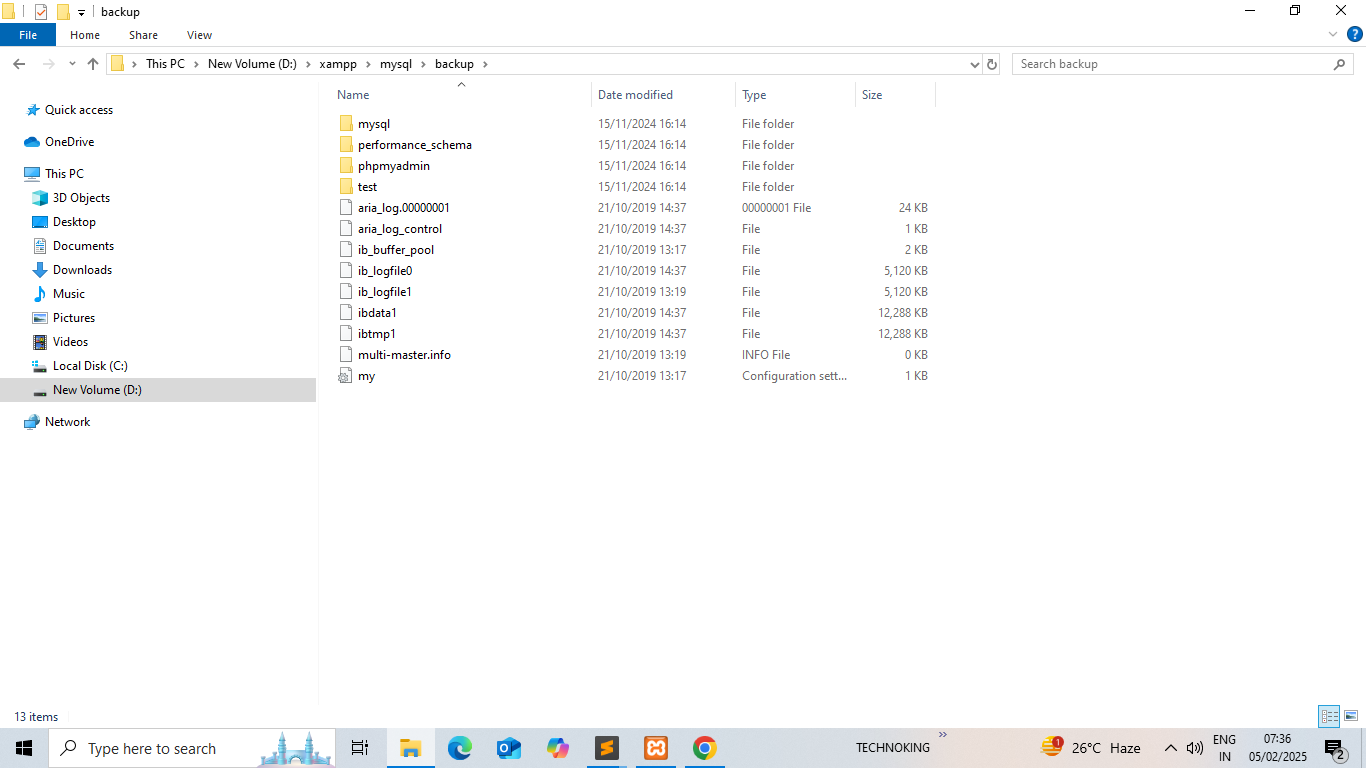 backup
File Home Share View
This PC New Volume (D:) xampp mysql backup
Search backup
Name Date modified Type Size
Quick access
OneDrive
This PC
3D Objects
Desktop
Documents
Downloads
Music
Pictures
Videos
Local Disk (C:)
New Volume (D:)
Network
mysql 15/11/2024 16:14 File folder
performance_schema 15/11/2024 16:14 File folder
phpmyadmin 15/11/2024 16:14 File folder
test 15/11/2024 16:14 File folder
aria_log.00000001 21/10/2019 14:37 00000001 File 24 KB
aria_log_control 21/10/2019 14:37 File 1 KB
ib_buffer_pool 21/10/2019 13:17 File 2 KB
ib_logfile0 21/10/2019 14:37 File 5,120 KB
ib_logfile1 21/10/2019 13:19 File 5,120 KB
ibdata1 21/10/2019 14:37 File 12,288 KB
ibtmp1 21/10/2019 14:37 File 12,288 KB
multi-master.info 21/10/2019 13:19 INFO File 0 KB
my 21/10/2019 13:17 Configuration sett... 1 KB
13 items
Type here to search
TECHNOKING
1
26°C Haze
ENG
IN
07:36
05/02/2025
2